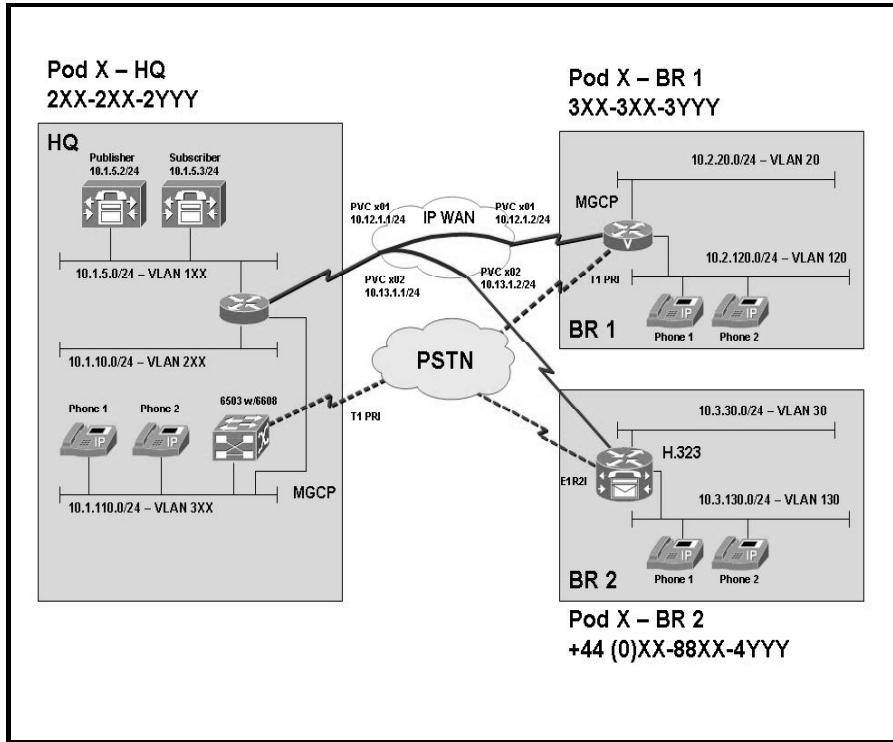 Pod X – HQ
2XX-2XX-2YYY
HQ
Publisher
10.1.5.2/24
Subscriber
10.1.5.3/24
10.1.5.0/24 – VLAN 1XX
10.1.10.0/24 – VLAN 2XX
Phone 1
IP
Phone 2
IP
6503 w/6608
10.1.110.0/24 – VLAN 3XX
MGCP
PVC x01
10.12.1.1/24
IP WAN
PVC x01
10.12.1.2/24
PVC x02
10.13.1.1/24
PVC x02
10.13.1.2/24
PSTN
T1 PRI
T1 PRI
E1R2I
Pod X – BR 1
3XX-3XX-3YYY
10.2.20.0/24 – VLAN 20
MGCP
V
10.2.120.0/24 – VLAN 120
IP
IP
Phone 1
Phone 2
BR 1
10.3.30.0/24 – VLAN 30
H.323
10.3.130.0/24 – VLAN 130
IP
IP
Phone 1
Phone 2
BR 2
Pod X – BR 2
+44 (0)XX-88XX-4YYY